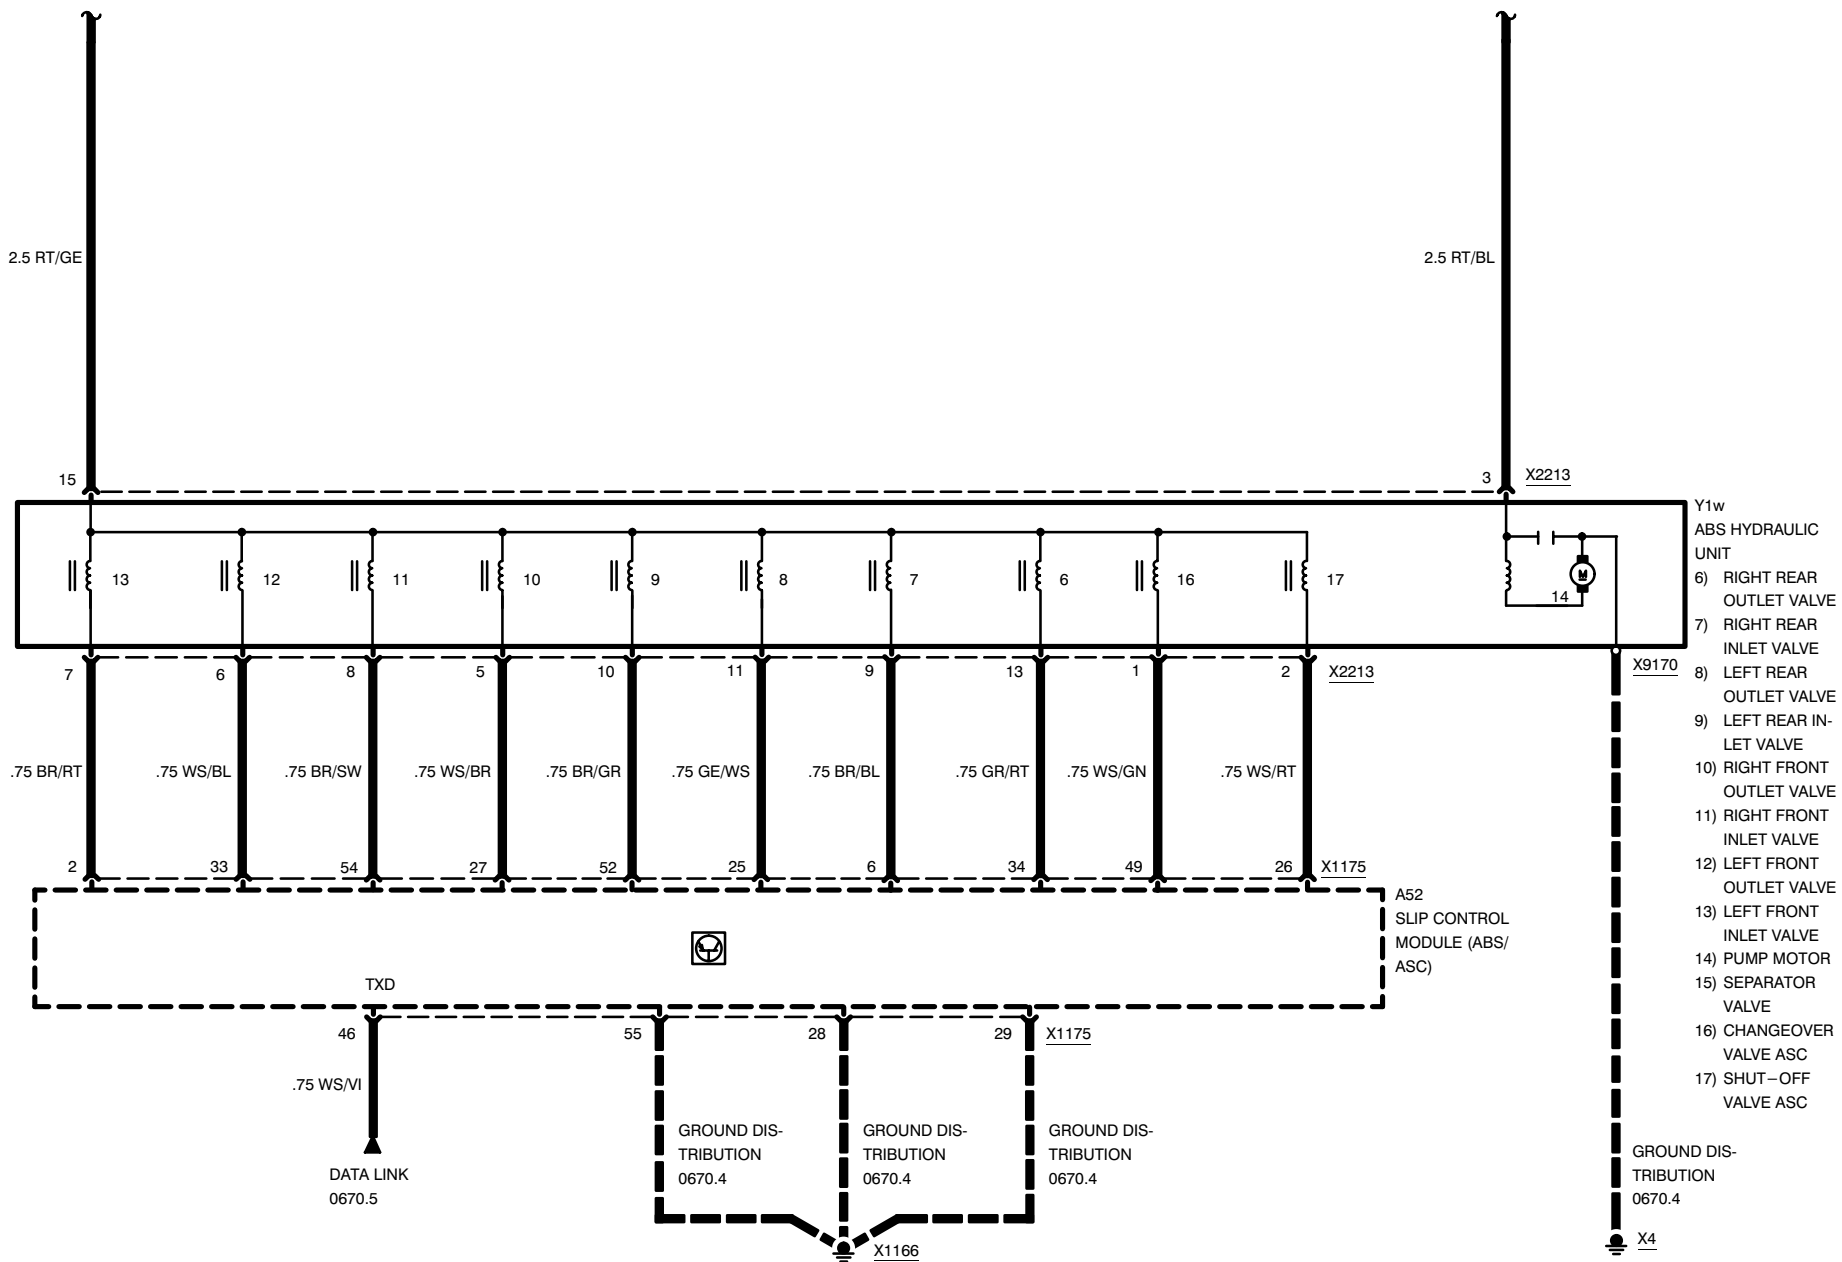 2.5 RT/GE
2.5 RT/BL
15
3
X2213
Y1w
ABS HYDRAULIC
UNIT
6) RIGHT REAR
OUTLET VALVE
7) RIGHT REAR
INLET VALVE
8) LEFT REAR
OUTLET VALVE
9) LEFT REAR IN-
LET VALVE
10) RIGHT FRONT
OUTLET VALVE
11) RIGHT FRONT
INLET VALVE
12) LEFT FRONT
OUTLET VALVE
13) LEFT FRONT
INLET VALVE
14) PUMP MOTOR
15) SEPARATOR
VALVE
16) CHANGEOVER
VALVE ASC
17) SHUT−OFF
VALVE ASC
13 12 11 10 9 8 7 6 16 17
M
14
7 6 8 5 10 11 9 13 1 2 X2213
X9170
.75 BR/RT .75 WS/BL .75 BR/SW .75 WS/BR .75 BR/GR .75 GE/WS .75 BR/BL .75 GR/RT .75 WS/GN .75 WS/RT
2 33 54 27 52 25 6 34 49 26 X1175
A52
SLIP CONTROL
MODULE (ABS/
ASC)
TXD
46 55 28 29 X1175
.75 WS/VI
DATA LINK
0670.5
GROUND DIS-
TRIBUTION
0670.4
GROUND DIS-
TRIBUTION
0670.4
GROUND DIS-
TRIBUTION
0670.4
GROUND DIS-
TRIBUTION
0670.4
X1166
X4